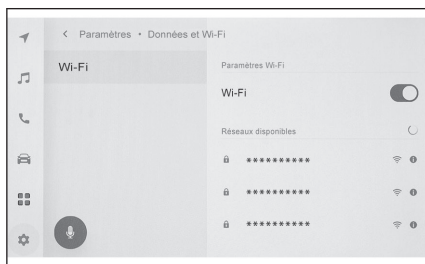 < Paramètres • Données et Wi-Fi
Wi-Fi
Paramètres Wi-Fi
Wi-Fi
Réseaux disponibles
**********
**********
**********